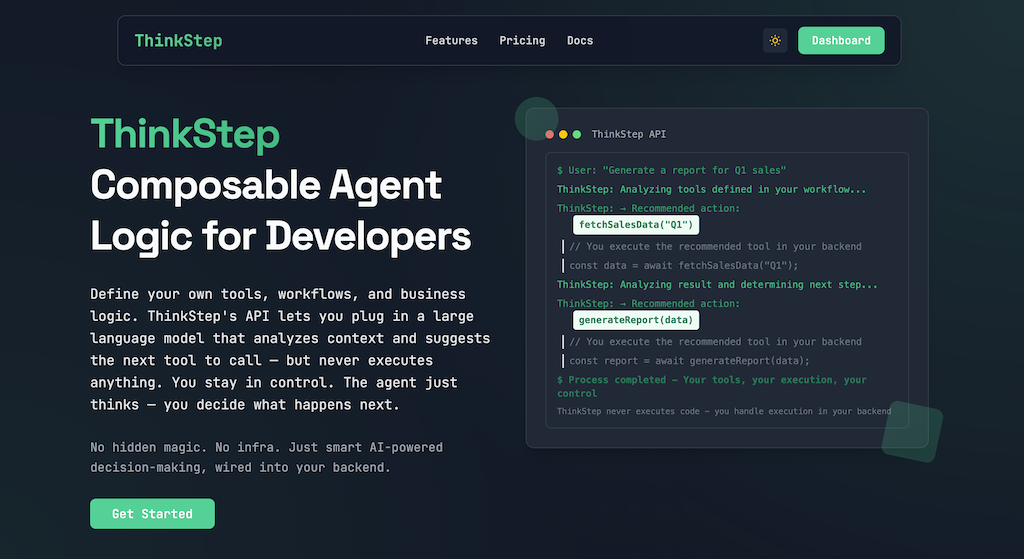 ThinkStep
Features
Pricing
Docs
Dashboard
ThinkStep
Composable Agent
Logic for Developers
Define your own tools, workflows, and business
logic. ThinkStep's API lets you plug in a large
language model that analyzes context and suggests
the next tool to call — but never executes
anything. You stay in control. The agent just
thinks — you decide what happens next.
No hidden magic. No infra. Just smart AI-powered
decision-making, wired into your backend.
Get Started
ThinkStep API
$ User: "Generate a report for Q1 sales"
ThinkStep: Analyzing tools defined in your workflow...
ThinkStep: → Recommended action:
fetchSalesData("Q1")
// You execute the recommended tool in your backend
const data = await fetchSalesData("Q1");
ThinkStep: Analyzing result and determining next step...
ThinkStep: → Recommended action:
generateReport(data)
// You execute the recommended tool in your backend
const report = await generateReport(data);
$ Process completed — Your tools, your execution, your
control
ThinkStep never executes code — you handle execution in your backend